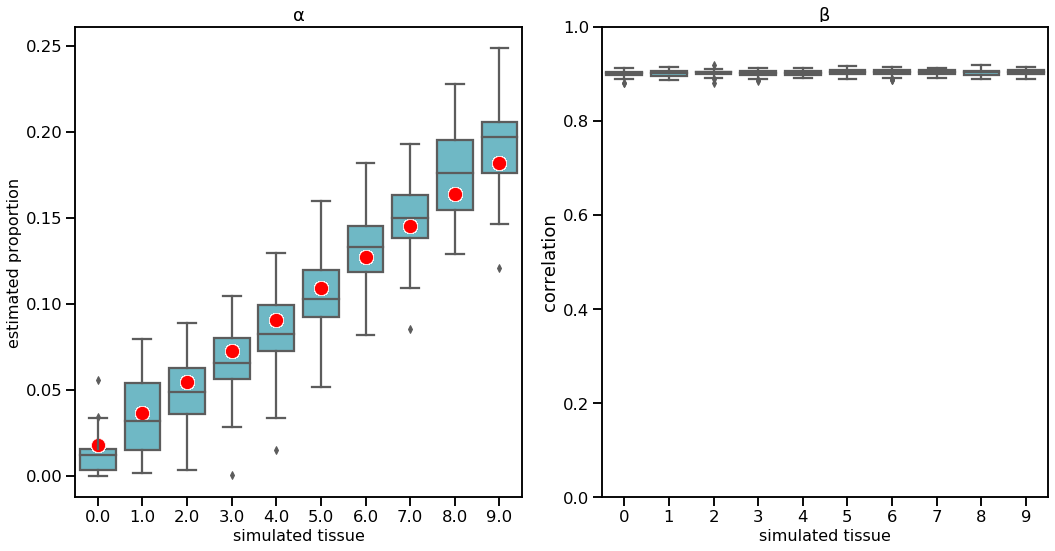 α
estimated proportion
0.25
0.20
0.15
0.10
0.05
0.00
0.0 1.0 2.0 3.0 4.0 5.0 6.0 7.0 8.0 9.0
simulated tissue
β
correlation
1.0
0.8
0.6
0.4
0.2
0.0
0 1 2 3 4 5 6 7 8 9
simulated tissue